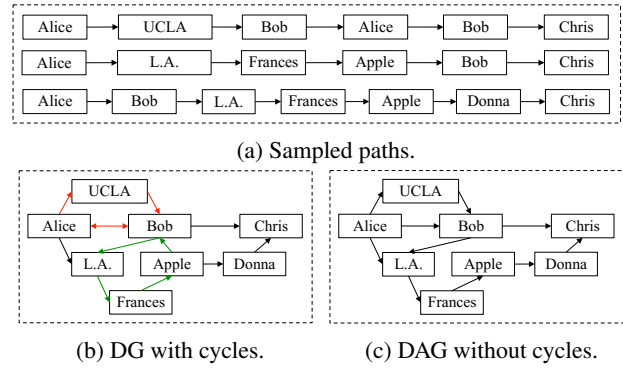 Alice UCLA Bob Alice Bob Chris
Alice L.A. Frances Apple Bob Chris
Alice Bob L.A. Frances Apple Donna Chris
(a) Sampled paths.
UCLA
Alice Bob Chris
L.A. Apple Donna
Frances
(b) DG with cycles.
UCLA
Alice Bob Chris
L.A. Apple Donna
Frances
(c) DAG without cycles.